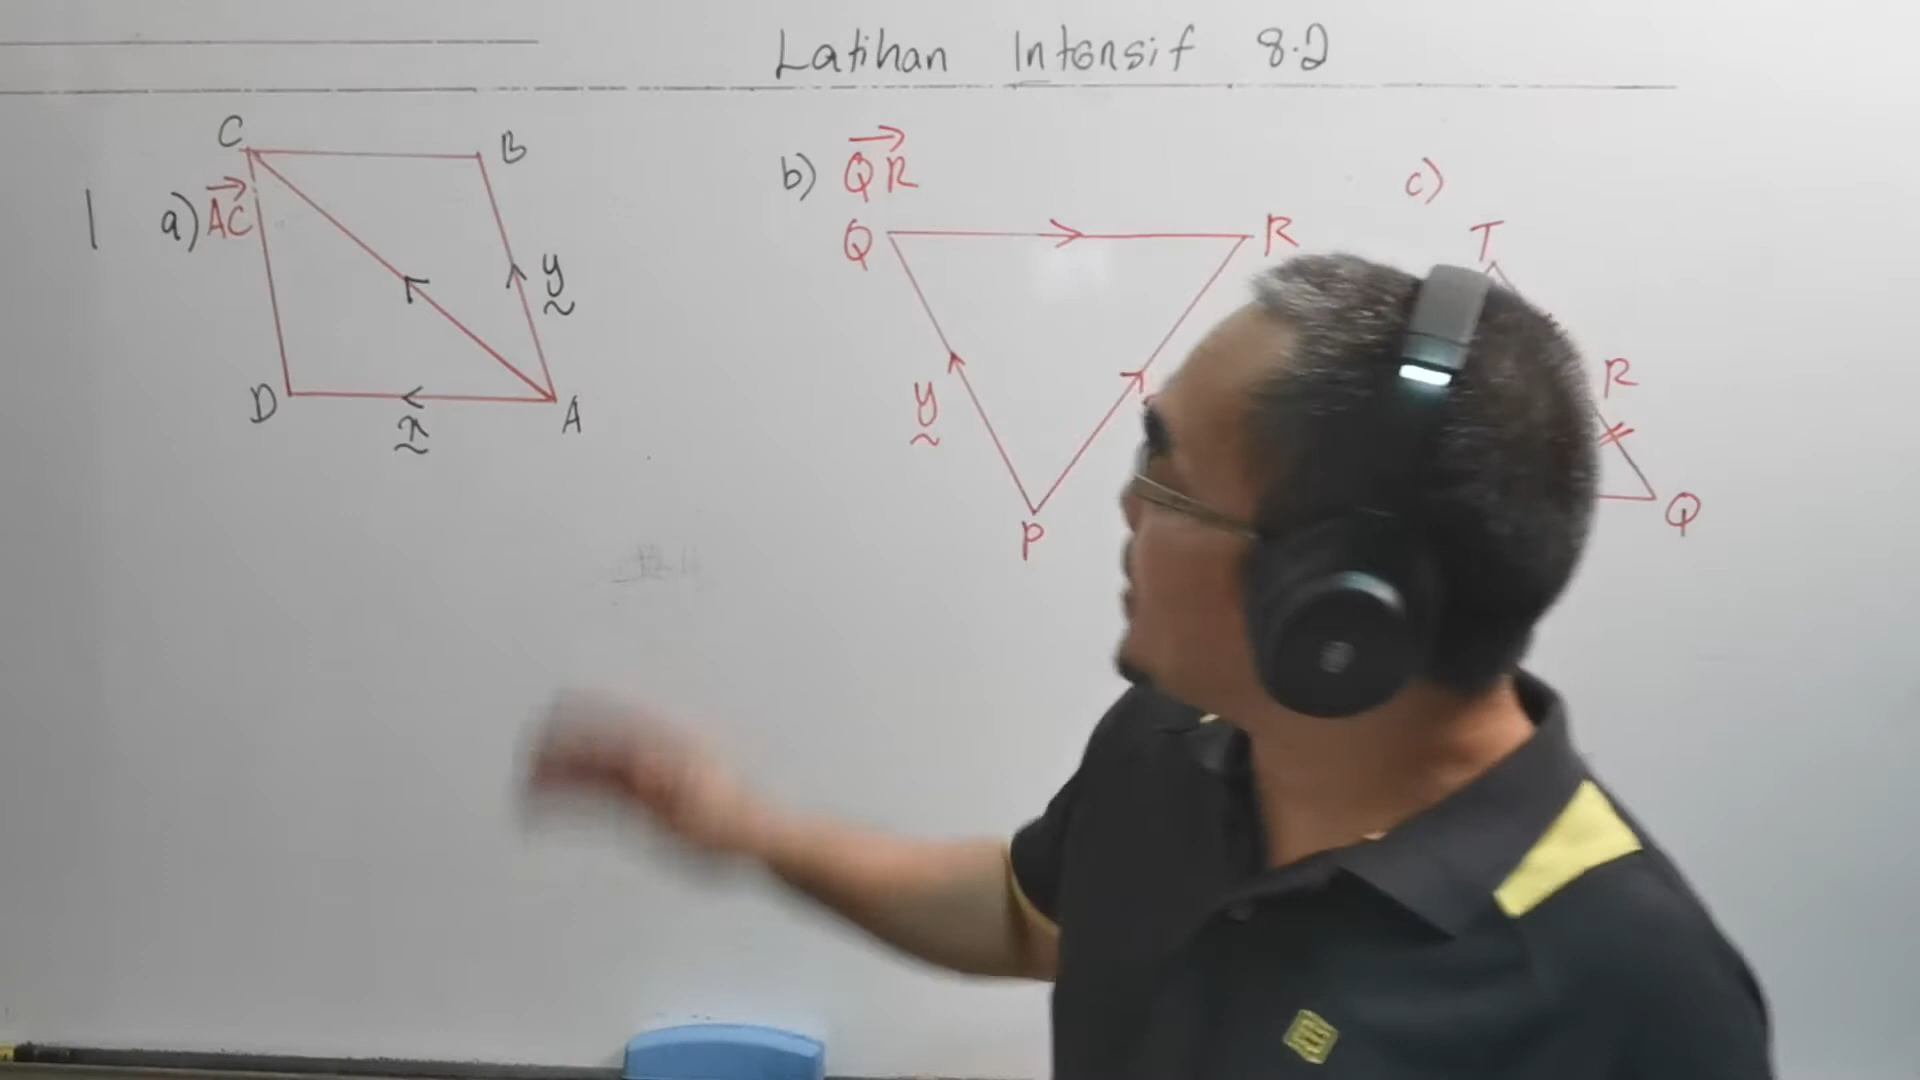 Latihan Intensif 8.2
1 a) AC
C
B
y
D
x
A
b) QR
Q
R
y
P
c)
T
R
Q